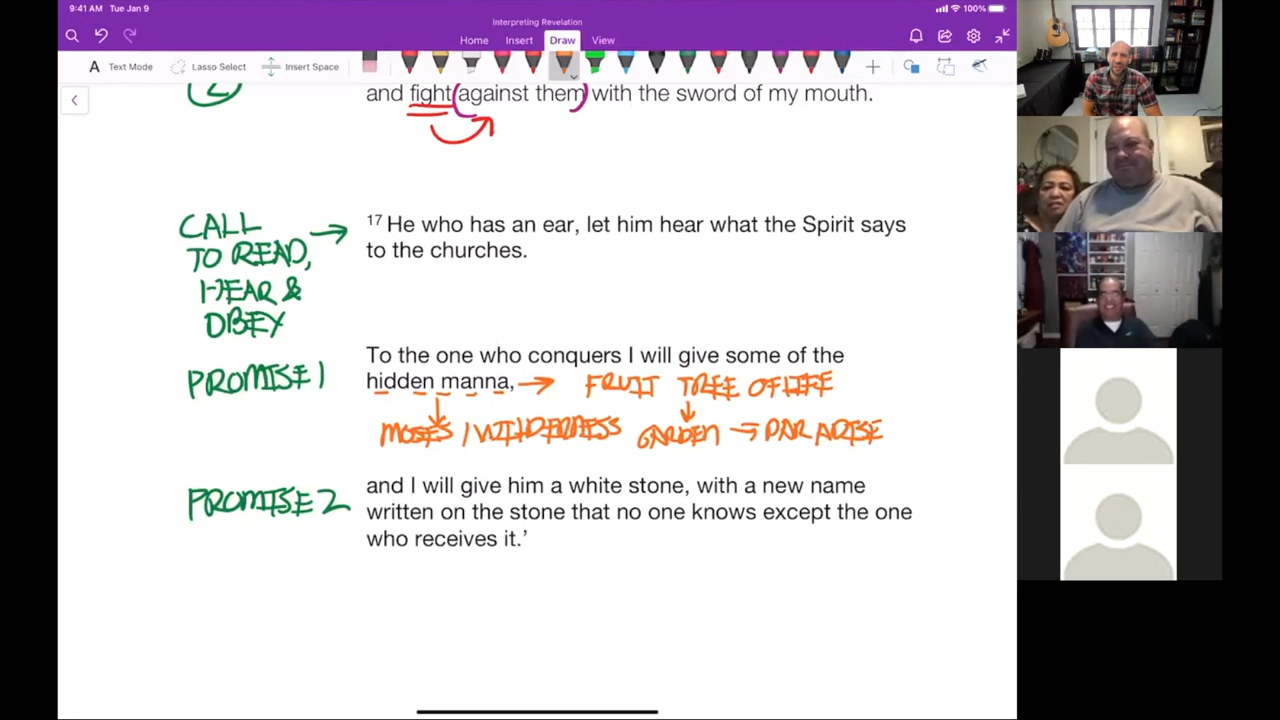 9:41 AM Tue Jan 9
100%
Interpreting Revelation
Home Insert Draw View
Text Mode Lasso Select Insert Space
2
and fight (against them) with the sword of my mouth.
CALL
TO READ,
HEAR &
OBEY
17 He who has an ear, let him hear what the Spirit says
to the churches.
PROMISE 1
To the one who conquers I will give some of the
hidden manna, → FRUIT TREE OF LIFE
MOSES / WILDERNESS GARDEN → PARADISE
PROMISE 2
and I will give him a white stone, with a new name
written on the stone that no one knows except the one
who receives it.’